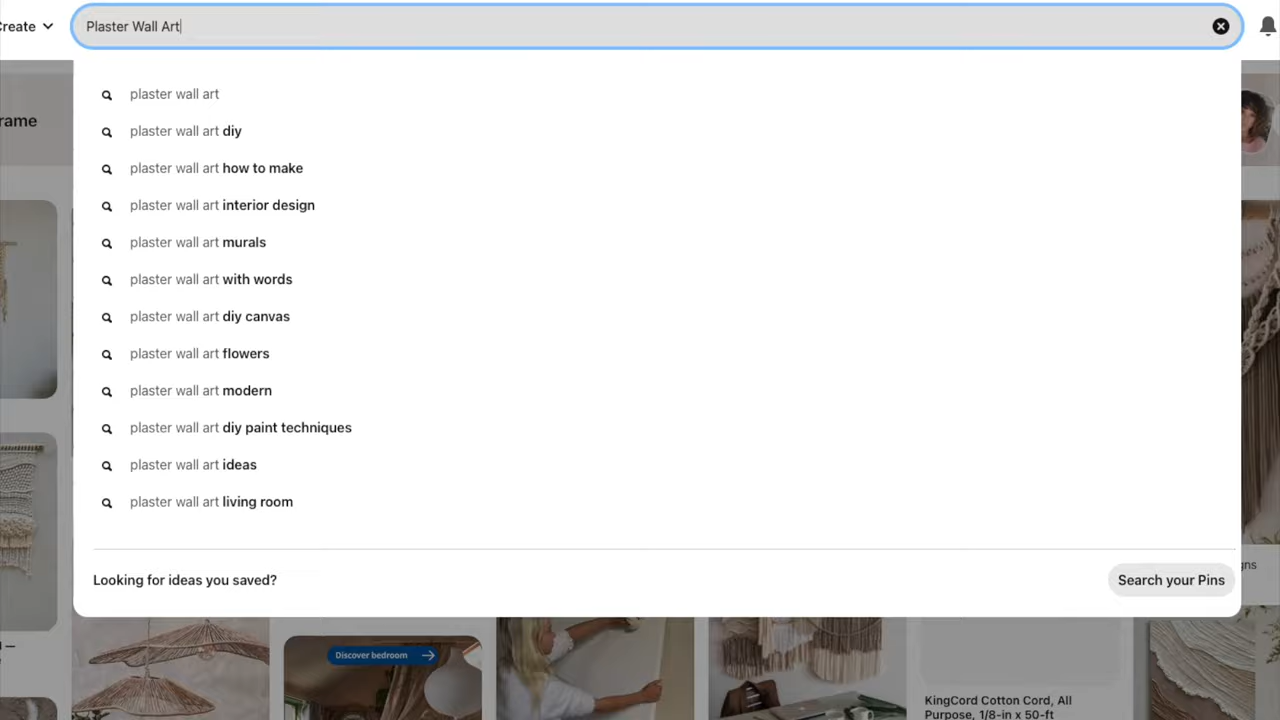 Create
Plaster Wall Art
rame
plaster wall art
plaster wall art diy
plaster wall art how to make
plaster wall art interior design
plaster wall art murals
plaster wall art with words
plaster wall art diy canvas
plaster wall art flowers
plaster wall art modern
plaster wall art diy paint techniques
plaster wall art ideas
plaster wall art living room
gns
Looking for ideas you saved?
Search your Pins
Discover bedroom
KingCord Cotton Cord, All
Purpose, 1/8-in x 50-ft